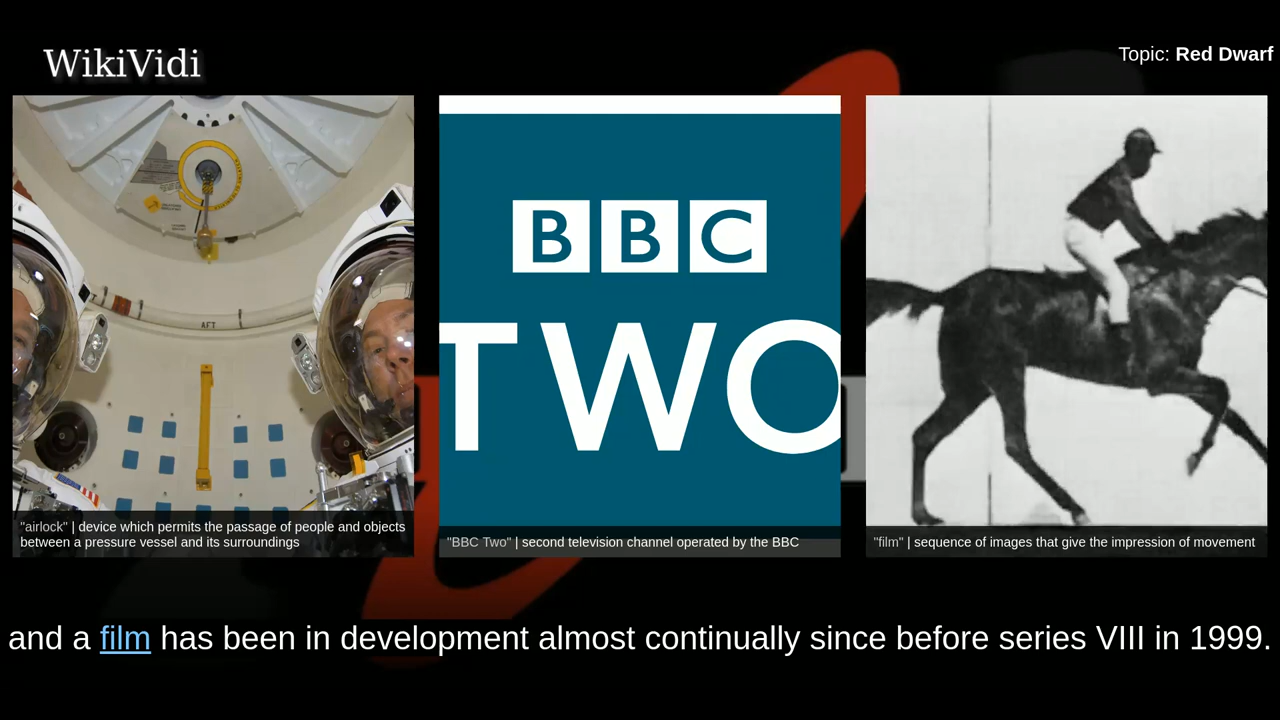 WikiVidi
Topic: Red Dwarf
AFT
BBC
TWO
"airlock" | device which permits the passage of people and objects
between a pressure vessel and its surroundings
"BBC Two" | second television channel operated by the BBC
"film" | sequence of images that give the impression of movement
and a film has been in development almost continually since before series VIII in 1999.